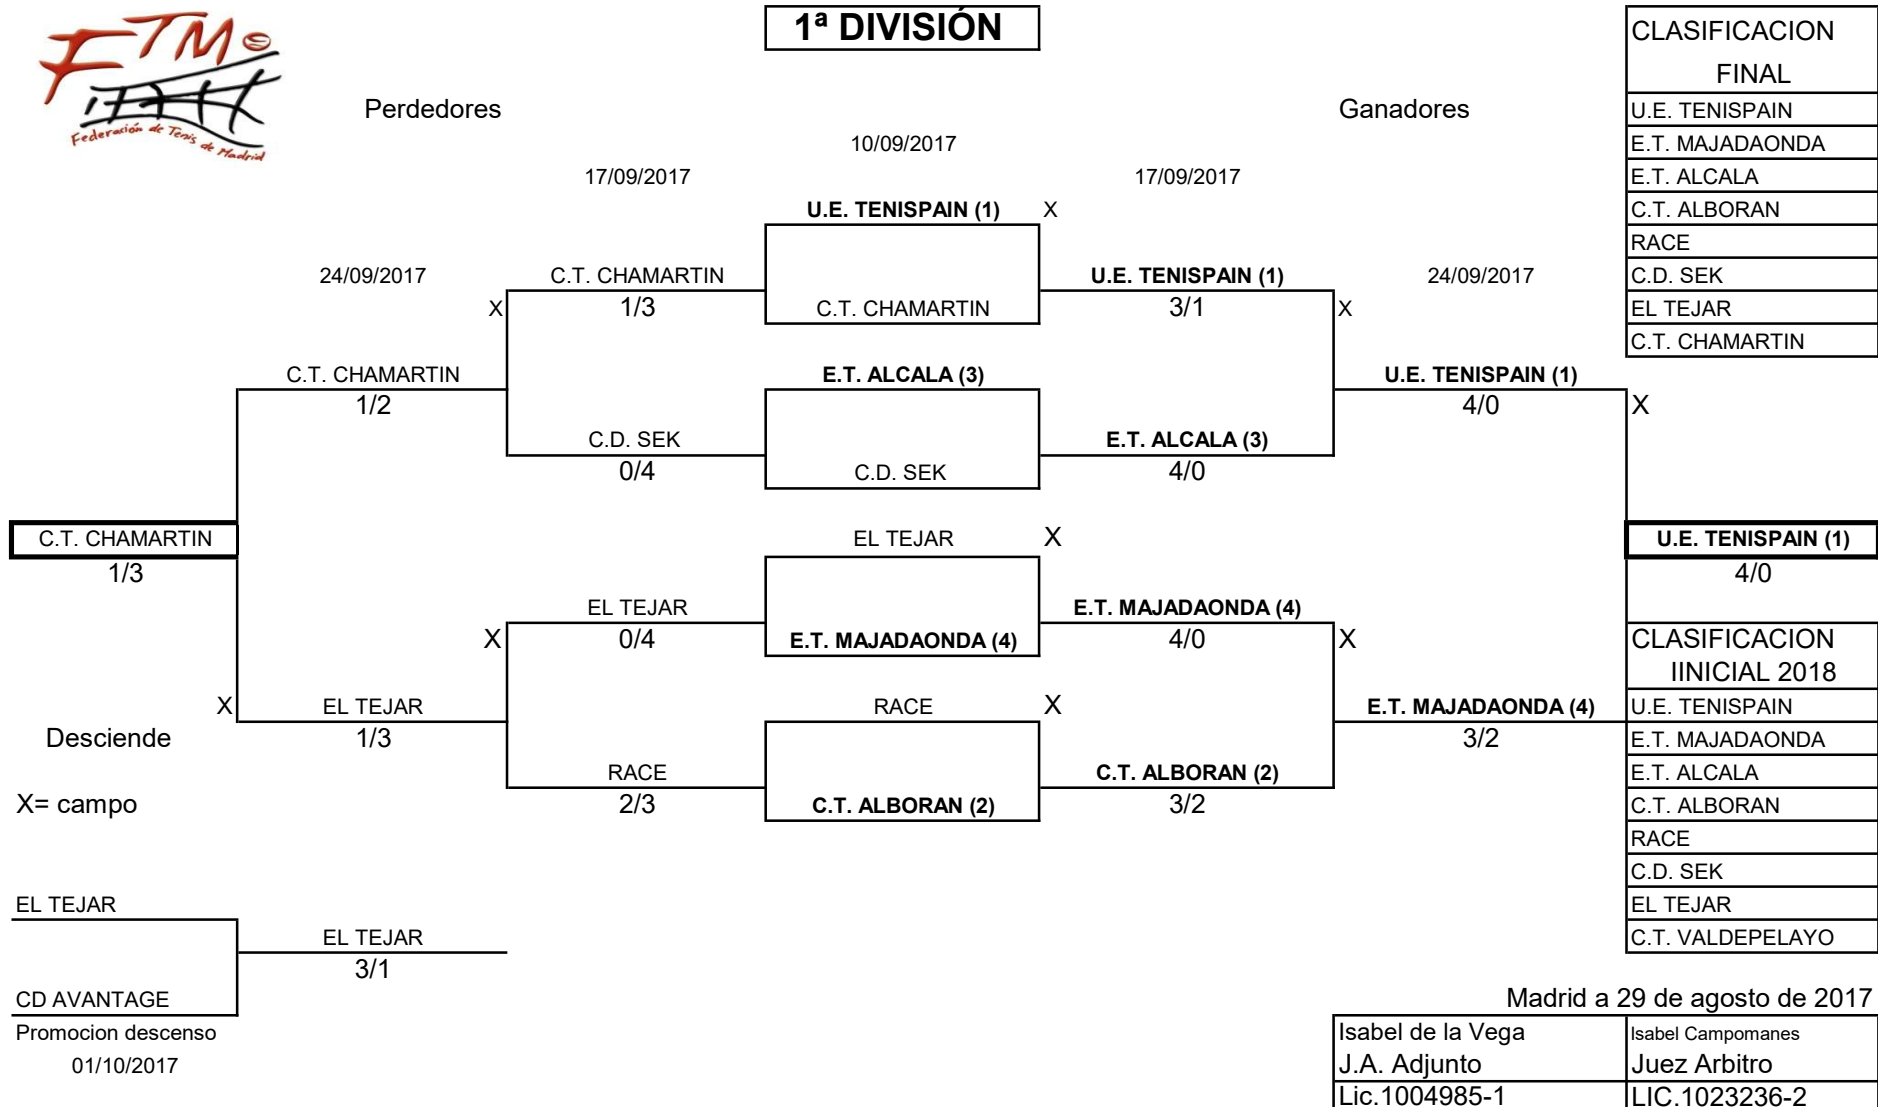 FTM
Federación de Tenis de Madrid
1ª DIVISIÓN
CLASIFICACION
FINAL
Perdedores
Ganadores
U.E. TENISPAIN
10/09/2017
E.T. MAJADAONDA
17/09/2017
17/09/2017
E.T. ALCALA
U.E. TENISPAIN (1) X
C.T. ALBORAN
RACE
24/09/2017
C.T. CHAMARTIN
U.E. TENISPAIN (1)
24/09/2017
C.D. SEK
X
1/3
C.T. CHAMARTIN
3/1
X
EL TEJAR
C.T. CHAMARTIN
C.T. CHAMARTIN
E.T. ALCALA (3)
U.E. TENISPAIN (1)
1/2
4/0
X
C.D. SEK
E.T. ALCALA (3)
0/4
C.D. SEK
4/0
C.T. CHAMARTIN
EL TEJAR
X
U.E. TENISPAIN (1)
1/3
4/0
EL TEJAR
E.T. MAJADAONDA (4)
X
0/4
E.T. MAJADAONDA (4)
4/0
X
CLASIFICACION
IINICIAL 2018
X
EL TEJAR
RACE
X
E.T. MAJADAONDA (4)
U.E. TENISPAIN
Desciende
1/3
3/2
E.T. MAJADAONDA
RACE
C.T. ALBORAN (2)
E.T. ALCALA
X= campo
2/3
C.T. ALBORAN (2)
3/2
C.T. ALBORAN
RACE
C.D. SEK
EL TEJAR
EL TEJAR
EL TEJAR
C.T. VALDEPELAYO
3/1
CD AVANTAGE
Madrid a 29 de agosto de 2017
Promocion descenso
Isabel de la Vega
Isabel Campomanes
01/10/2017
J.A. Adjunto
Juez Arbitro
Lic.1004985-1
LIC.1023236-2